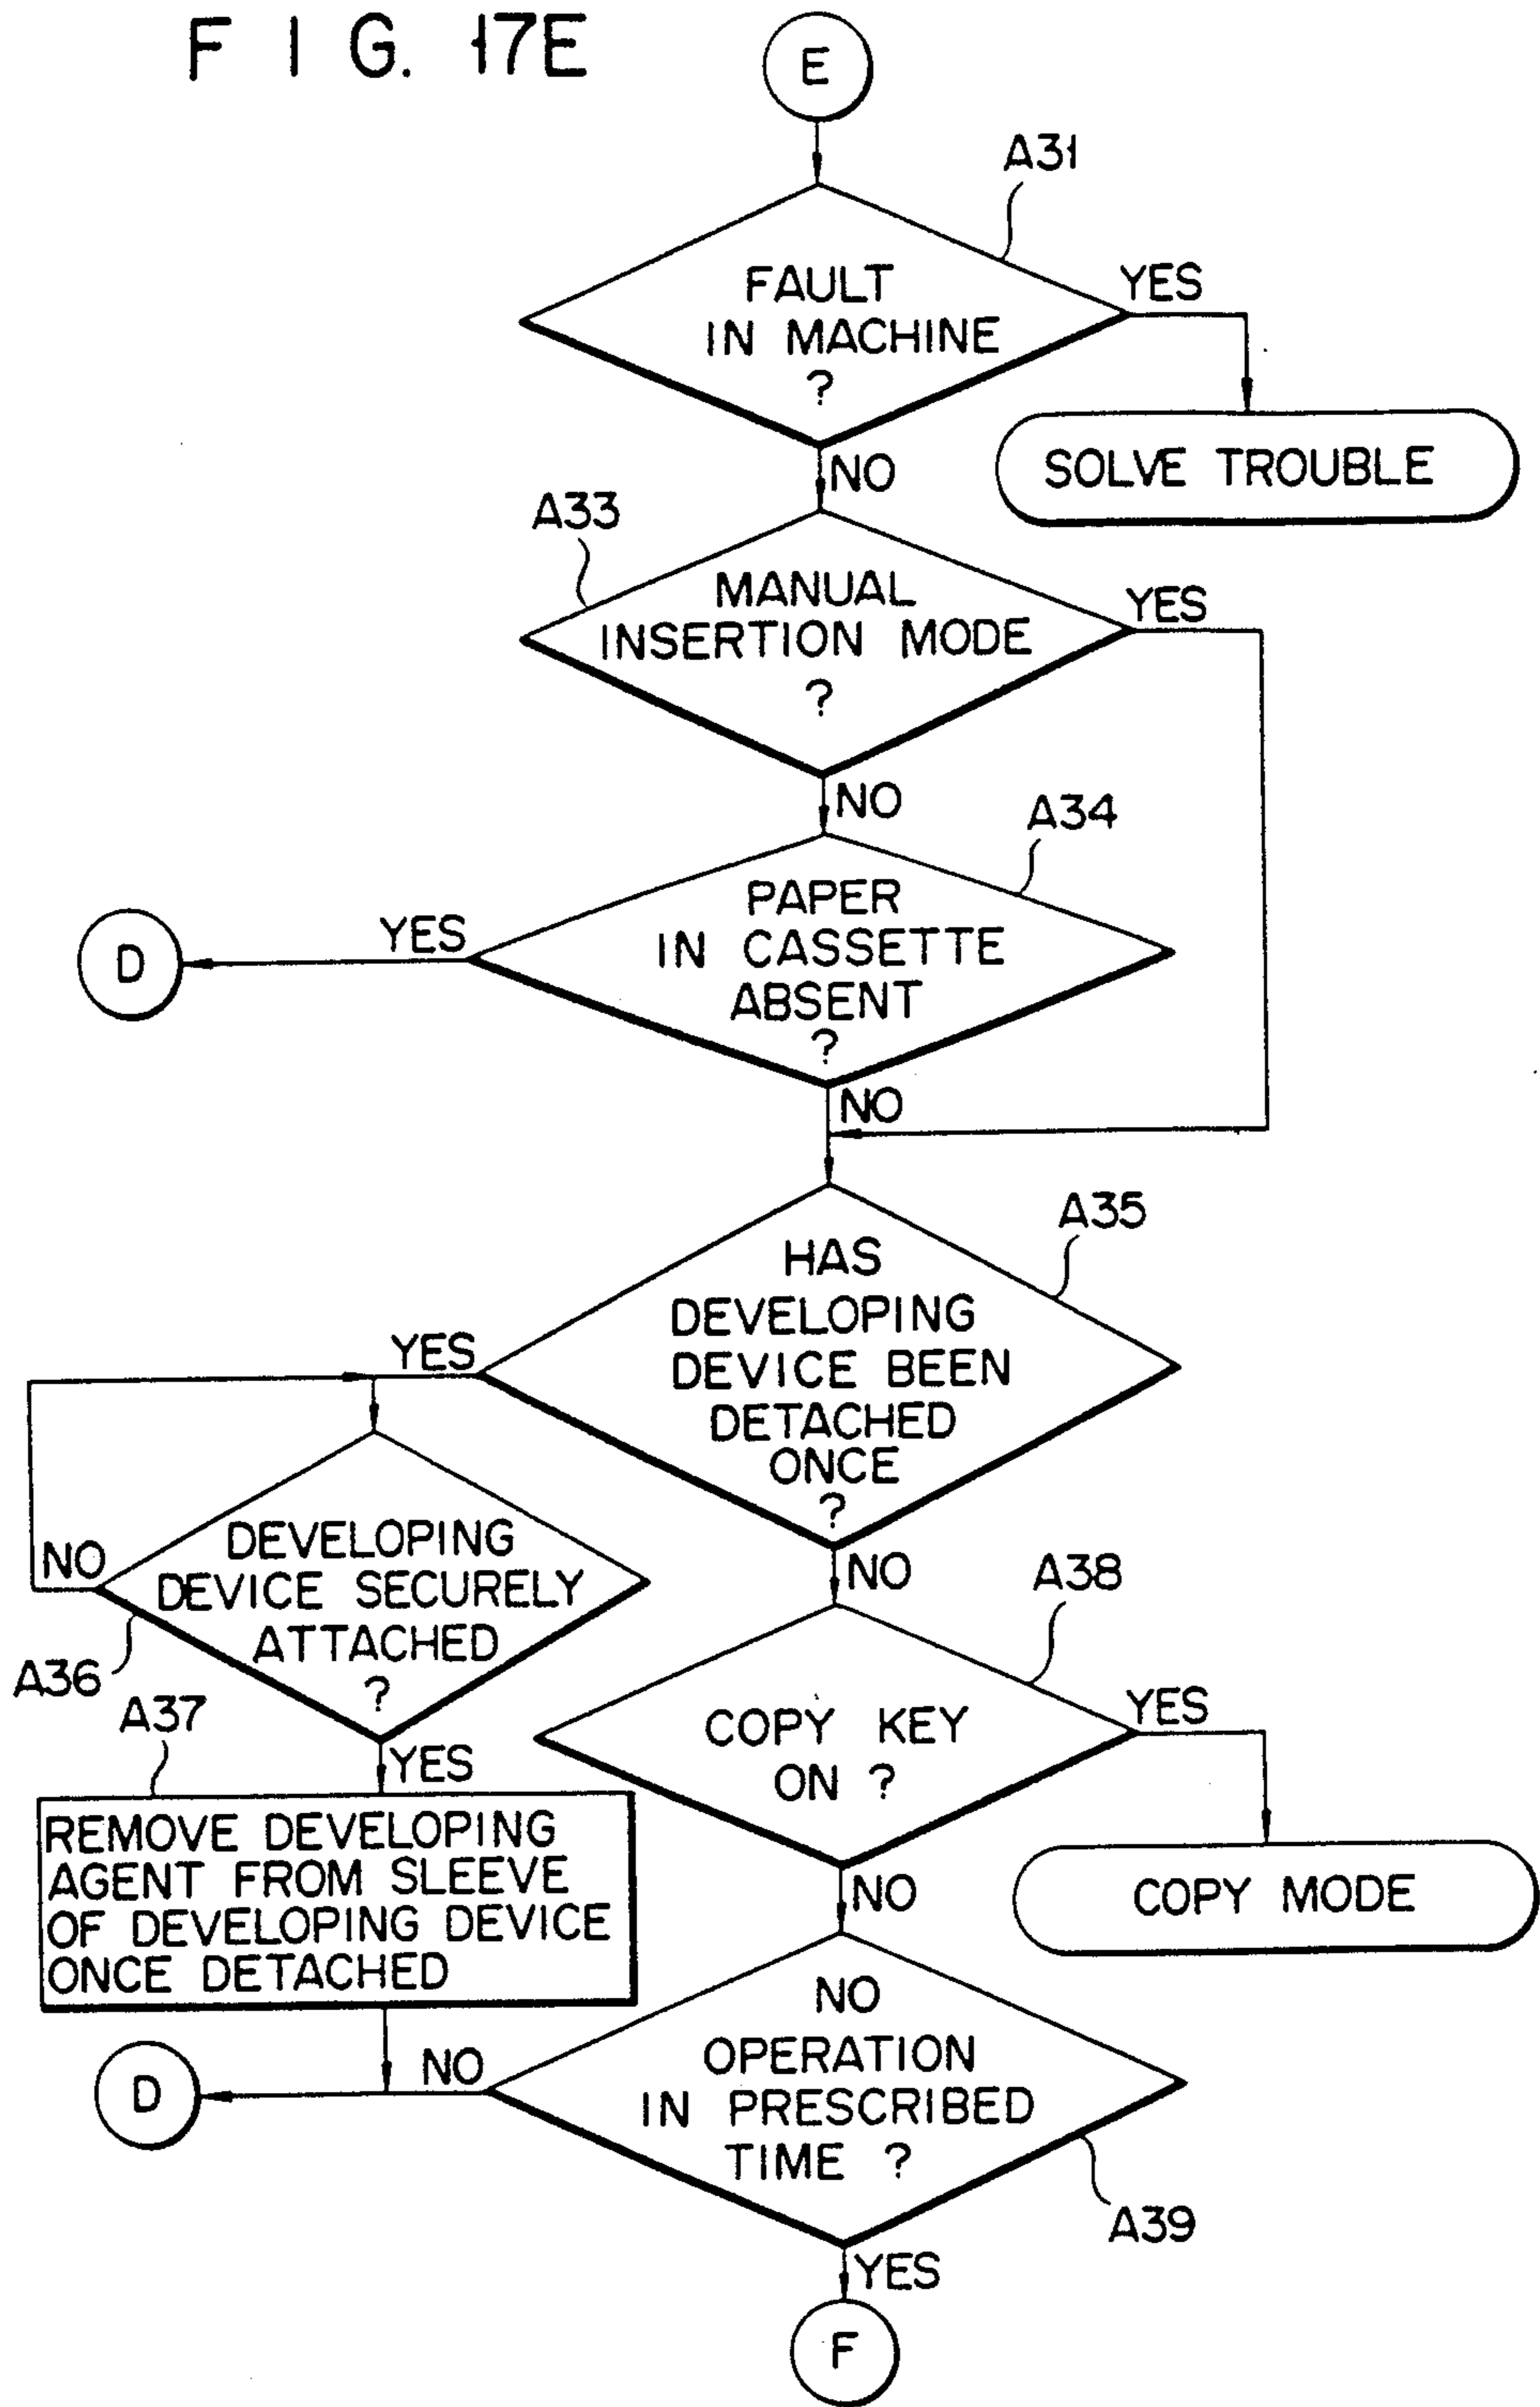 FIG. 17E
E
A31
FAULT
IN MACHINE
?
YES
SOLVE TROUBLE
NO
A33
MANUAL
INSERTION MODE
?
YES
NO
A34
PAPER
IN CASSETTE
ABSENT
?
YES
D
NO
A35
HAS
DEVELOPING
DEVICE BEEN
DETACHED
ONCE
?
YES
NO
DEVELOPING
DEVICE SECURELY
ATTACHED
?
A36
NO
A38
A37
YES
COPY KEY
ON ?
YES
REMOVE DEVELOPING
AGENT FROM SLEEVE
OF DEVELOPING DEVICE
ONCE DETACHED
COPY MODE
NO
NO
OPERATION
IN PRESCRIBED
TIME ?
NO
D
A39
YES
F